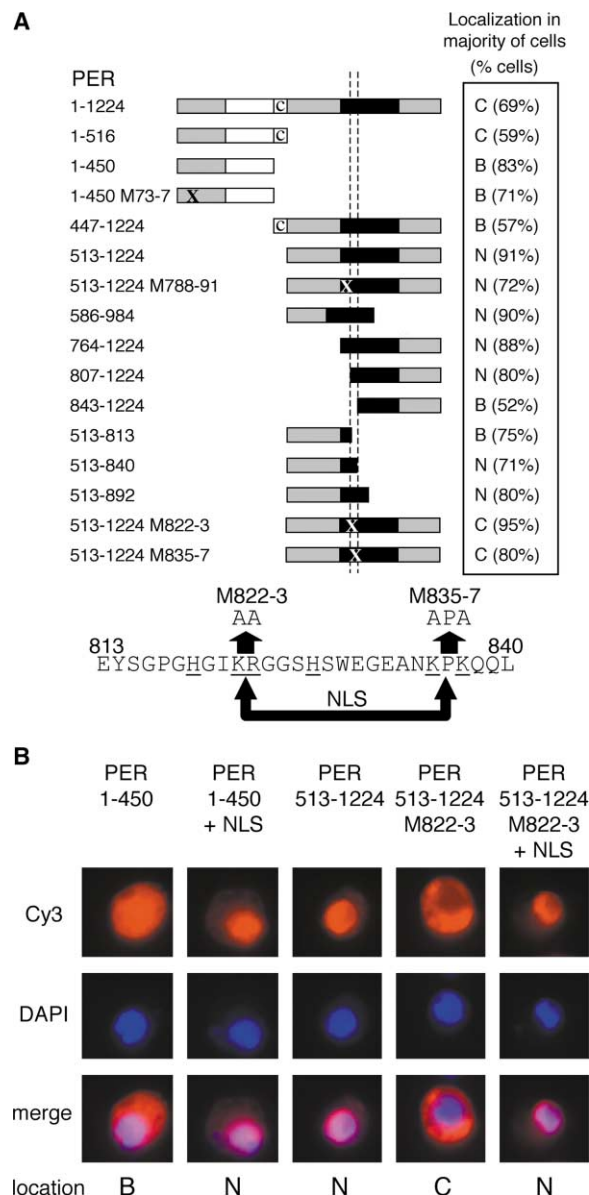 A
Localization in
majority of cells
(% cells)
PER
1-1224 C C (69%)
1-516 C C (59%)
1-450 B (83%)
1-450 M73-7 X B (71%)
447-1224 C B (57%)
513-1224 N (91%)
513-1224 M788-91 X N (72%)
586-984 N (90%)
764-1224 N (88%)
807-1224 N (80%)
843-1224 B (52%)
513-813 B (75%)
513-840 N (71%)
513-892 N (80%)
513-1224 M822-3 X C (95%)
513-1224 M835-7 X C (80%)
M822-3 M835-7
AA APA
813 840
EYSGPGHGIKRGGSHSWEGEANKPKQQL
NLS
B
PER PER PER PER PER
1-450 1-450 513-1224 513-1224 513-1224
+ NLS M822-3 M822-3
+ NLS
Cy3
DAPI
merge
location B N N C N